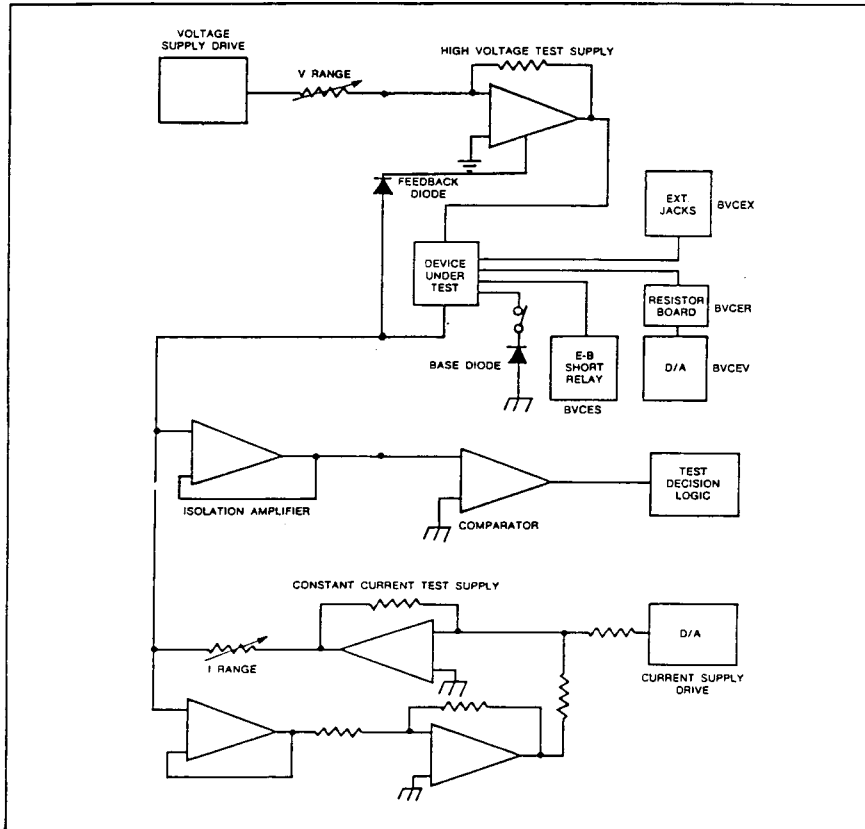 VOLTAGE
SUPPLY DRIVE
V RANGE
HIGH VOLTAGE TEST SUPPLY
FEEDBACK
DIODE
EXT.
JACKS
BVCEX
DEVICE
UNDER
TEST
RESISTOR
BOARD
BVCER
BASE DIODE
E-B
SHORT
RELAY
BVCES
D/A
BVCEV
ISOLATION AMPLIFIER
COMPARATOR
TEST
DECISION
LOGIC
CONSTANT CURRENT TEST SUPPLY
I RANGE
D/A
CURRENT SUPPLY
DRIVE